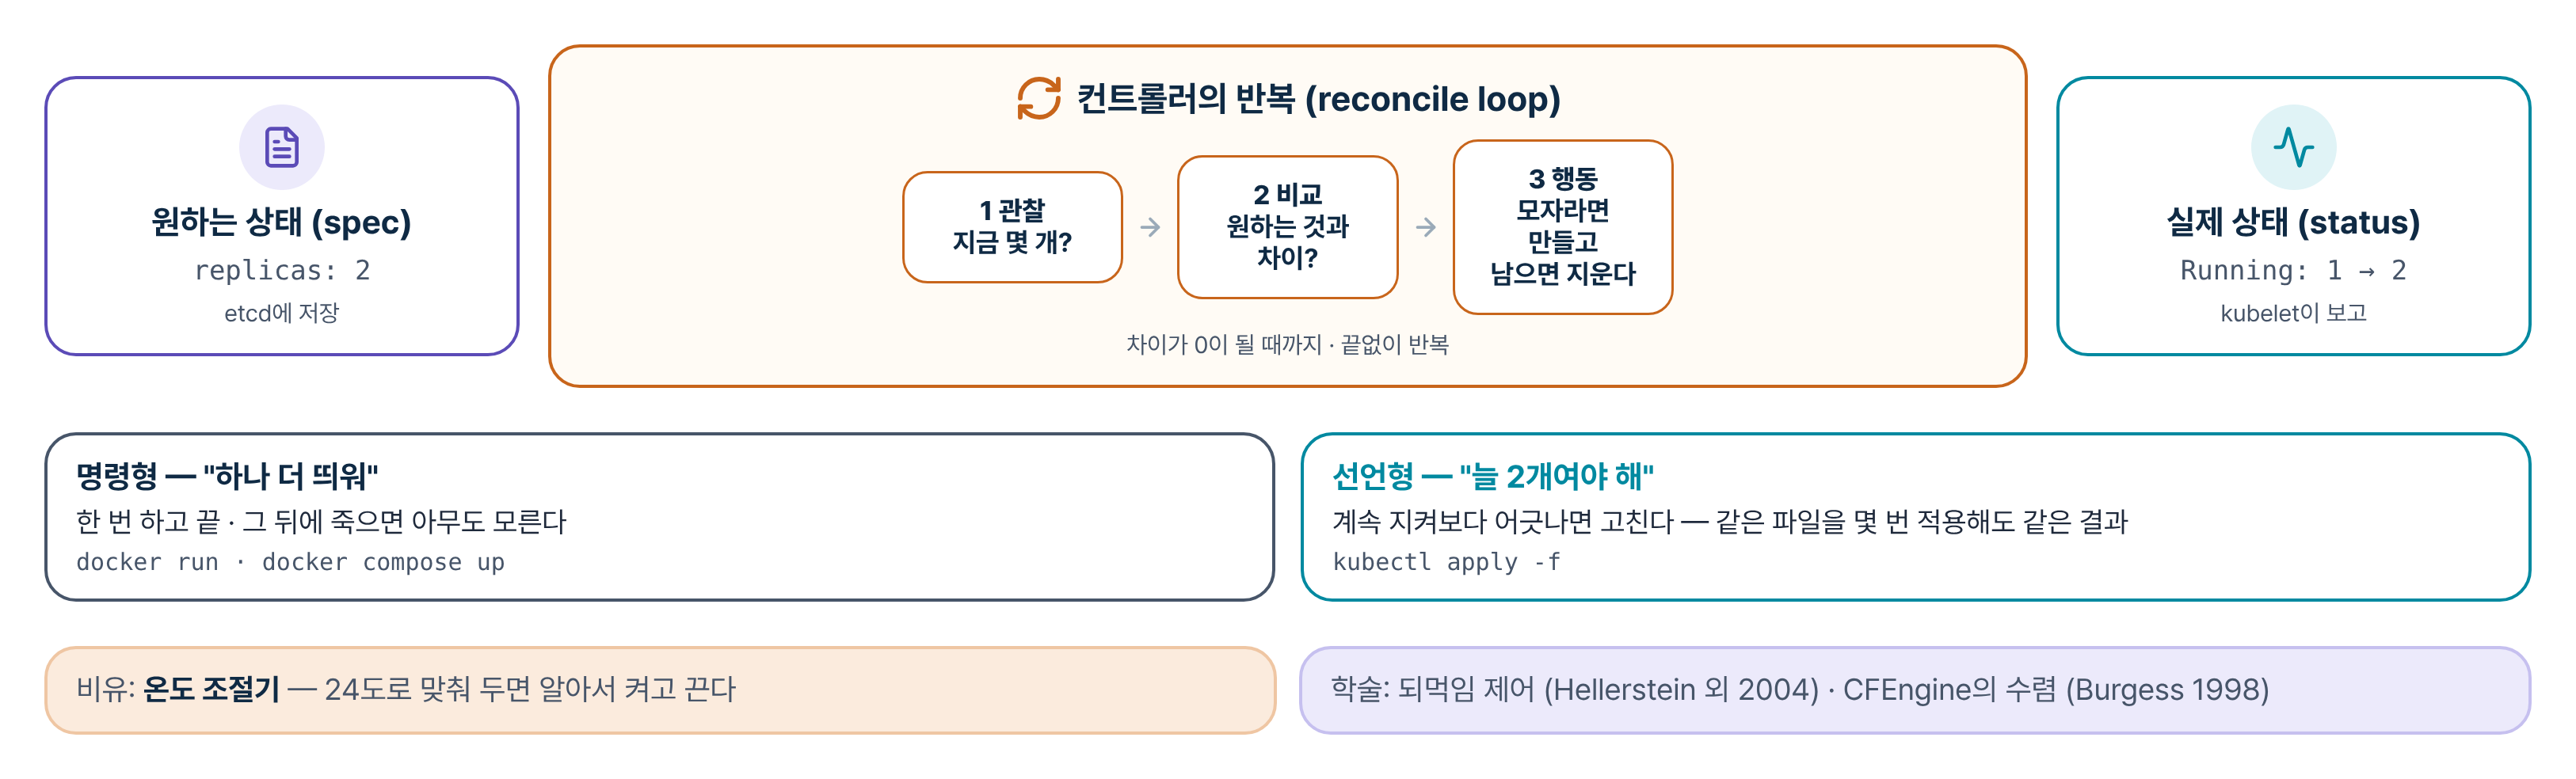 원하는 상태 (spec)
replicas: 2
etcd에 저장
컨트롤러의 반복 (reconcile loop)
1 관찰
지금 몇 개?
→
2 비교
원하는 것과
차이?
→
3 행동
모자라면
만들고
남으면 지운다
차이가 0이 될 때까지 · 끝없이 반복
실제 상태 (status)
Running: 1 → 2
kubelet이 보고
명령형 — "하나 더 띄워"
한 번 하고 끝 · 그 뒤에 죽으면 아무도 모른다
docker run · docker compose up
선언형 — "늘 2개여야 해"
계속 지켜보다 어긋나면 고친다 — 같은 파일을 몇 번 적용해도 같은 결과
kubectl apply -f
비유: 온도 조절기 — 24도로 맞춰 두면 알아서 켜고 끈다
학술: 되먹임 제어 (Hellerstein 외 2004) · CFEngine의 수렴 (Burgess 1998)